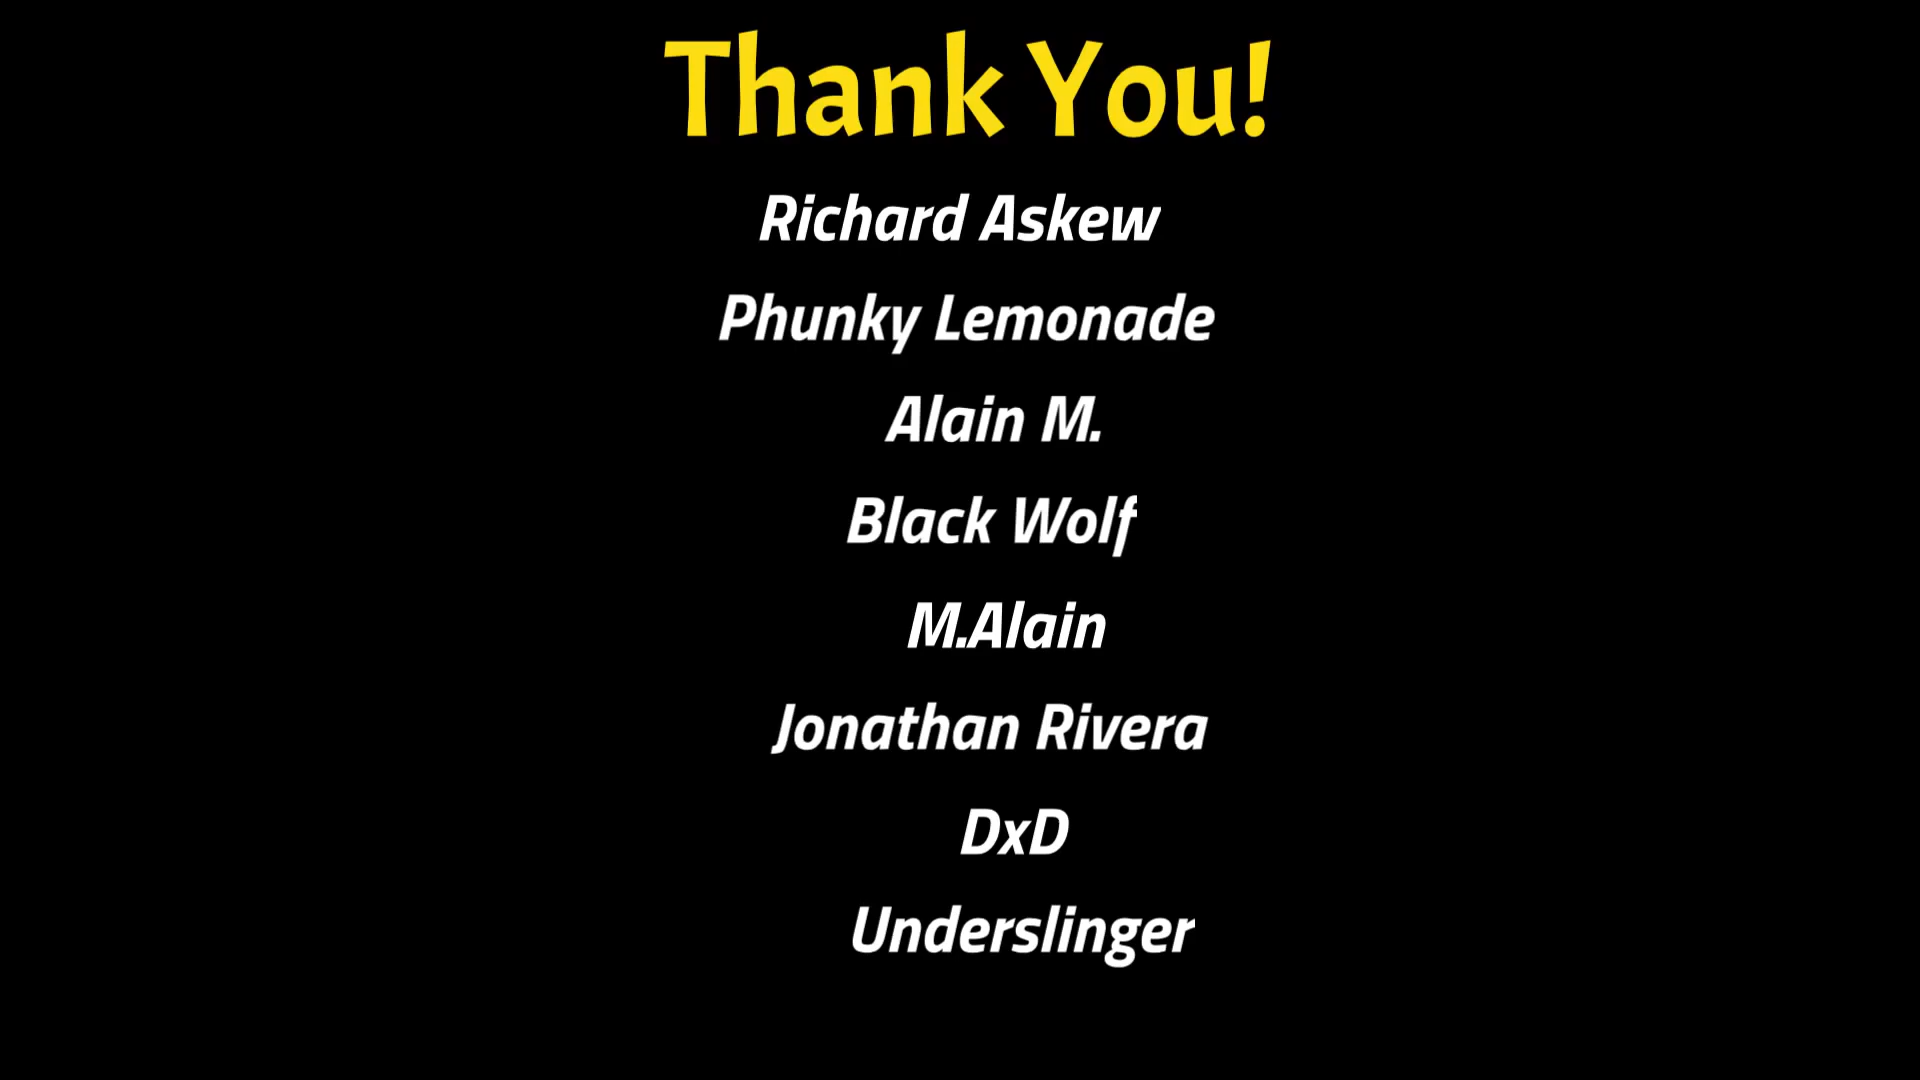 Thank You!
Richard Askew
Phunky Lemonade
Alain M.
Black Wolf
M.Alain
Jonathan Rivera
DxD
Underslinger